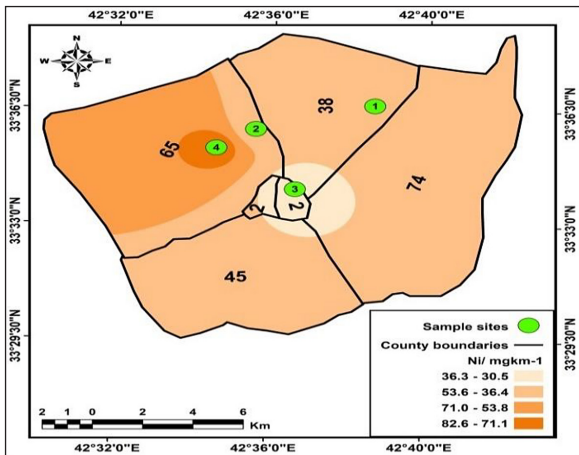 42°32'0"E 42°36'0"E 42°40'0"E
N
W E
S
33°36'30"N 33°36'30"N
38
1
2
65
4
74
3
2
2
33°33'0"N 33°33'0"N
45
33°29'30"N 33°29'30"N
Sample sites
County boundaries
Ni/ mgkm-1
36.3 - 30.5
53.6 - 36.4
71.0 - 53.8
82.6 - 71.1
2 1 0 2 4 6
Km
42°32'0"E 42°36'0"E 42°40'0"E